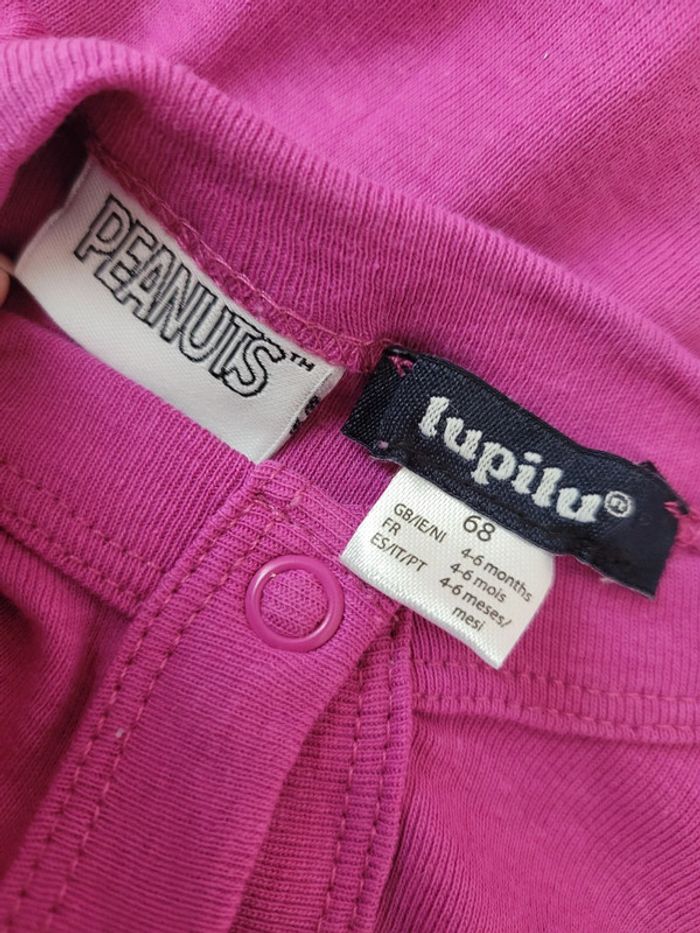 PEANUTS™
lupilu®
68
GB/IE/NI 4-6 months
FR 4-6 mois
ES/IT/PT 4-6 meses/
mesi